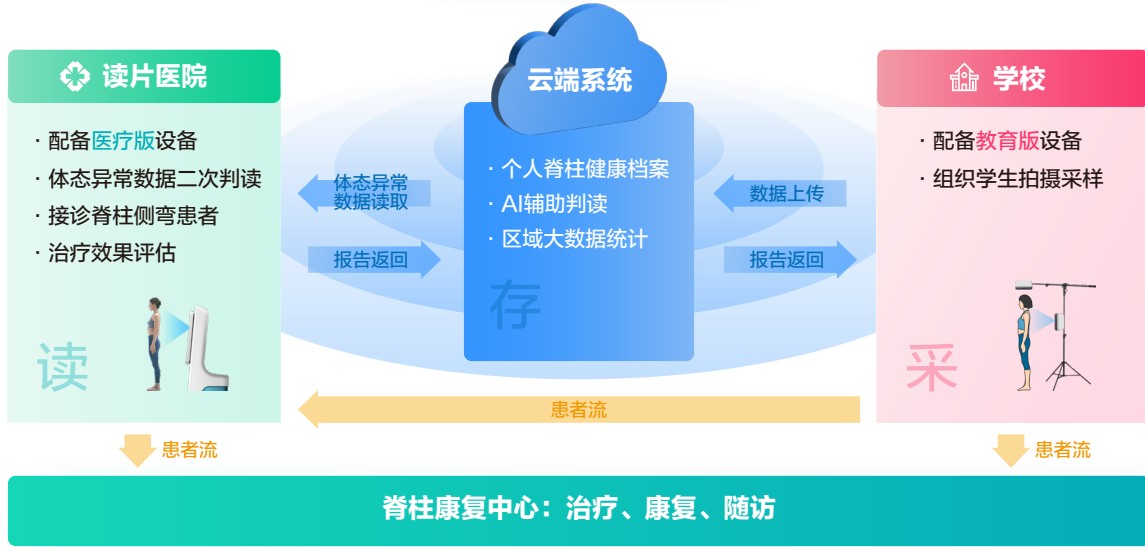 读片医院
· 配备医疗版设备
· 体态异常数据二次判读
· 接诊脊柱侧弯患者
· 治疗效果评估
读
体态异常
数据读取
报告返回
云端系统
· 个人脊柱健康档案
· AI辅助判读
· 区域大数据统计
存
数据上传
报告返回
学校
· 配备教育版设备
· 组织学生拍摄采样
采
患者流
患者流
患者流
脊柱康复中心：治疗、康复、随访